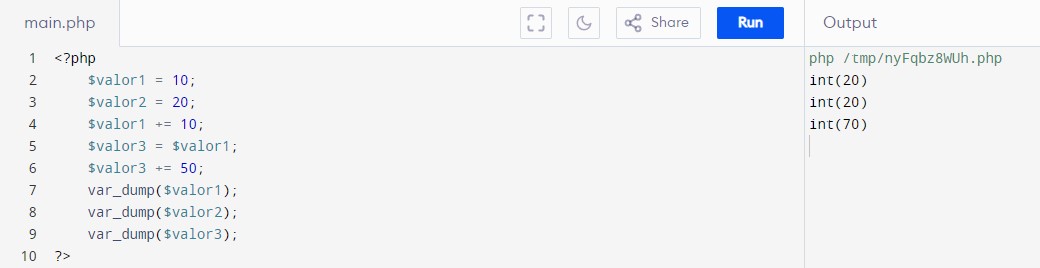 main.php Share Run Output
1 <?php
2 $valor1 = 10;
3 $valor2 = 20;
4 $valor1 += 10;
5 $valor3 = $valor1;
6 $valor3 += 50;
7 var_dump($valor1);
8 var_dump($valor2);
9 var_dump($valor3);
10 ?>
php /tmp/nyFqbz8WUh.php
int(20)
int(20)
int(70)